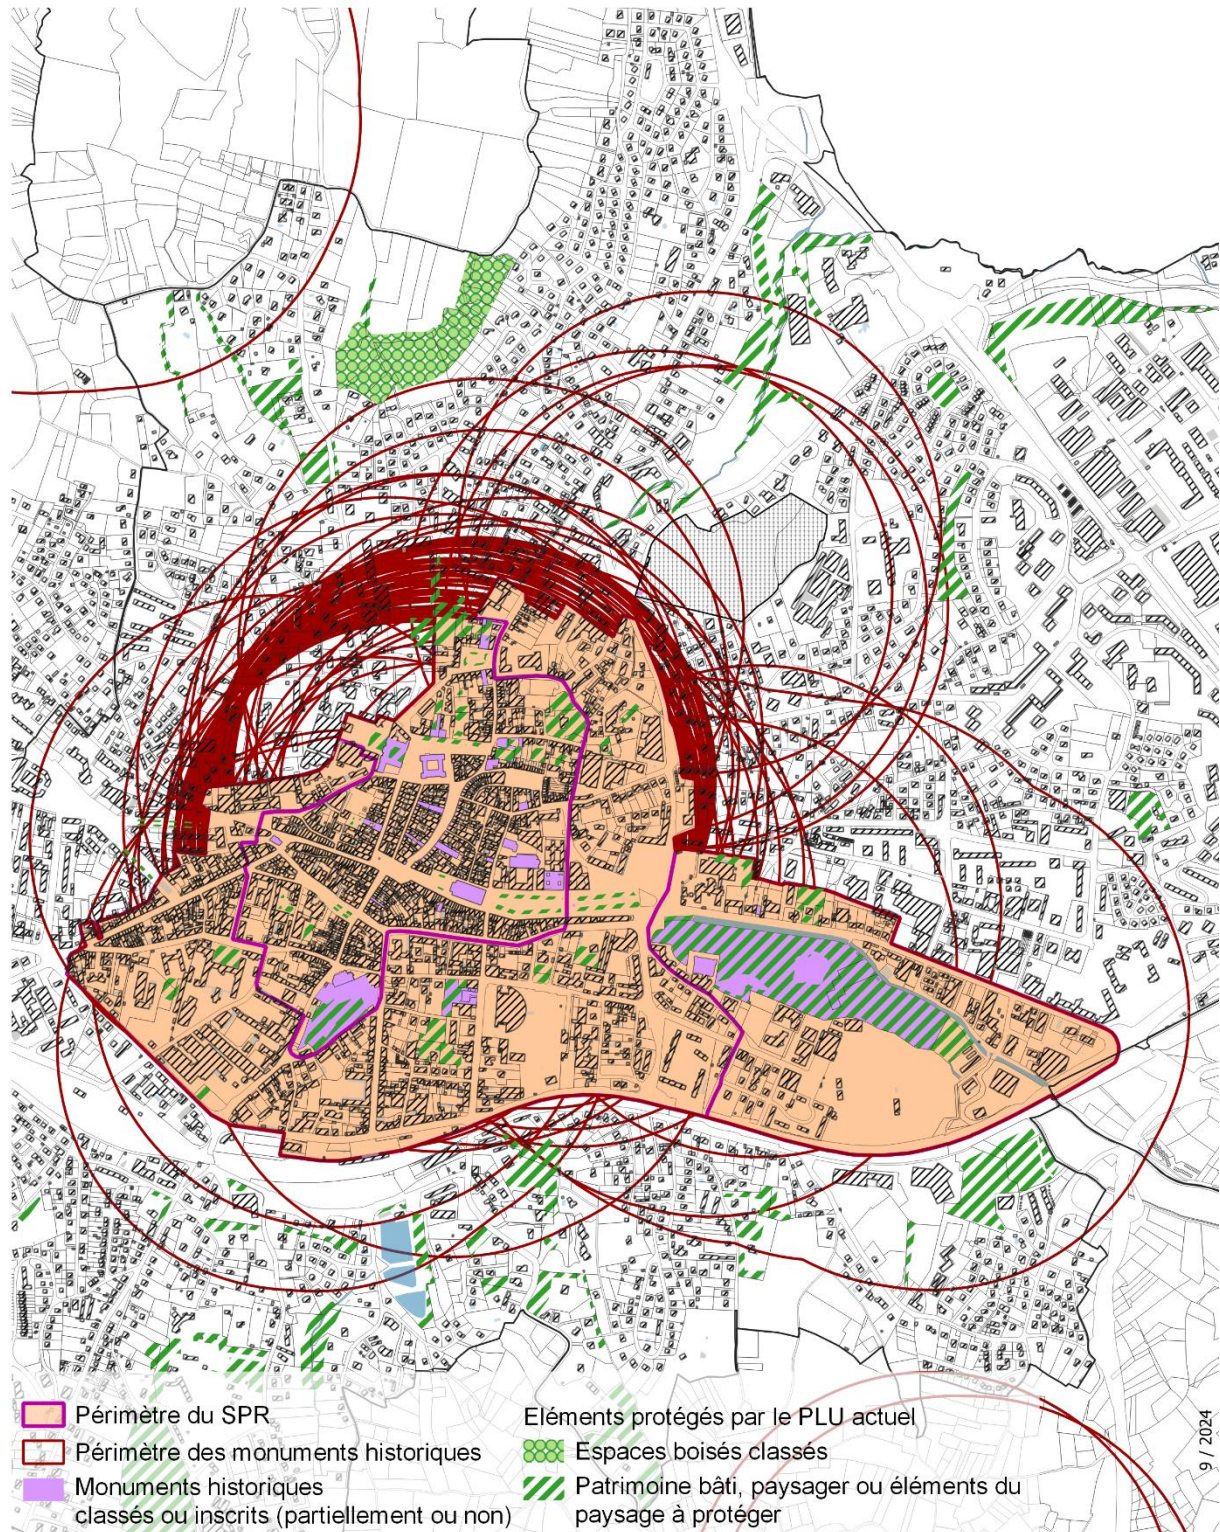 Périmètre du SPR
Périmètre des monuments historiques
Monuments historiques
classés ou inscrits (partiellement ou non)
Eléments protégés par le PLU actuel
Espaces boisés classés
Patrimoine bâti, paysager ou éléments du
paysage à protéger
9 / 2024